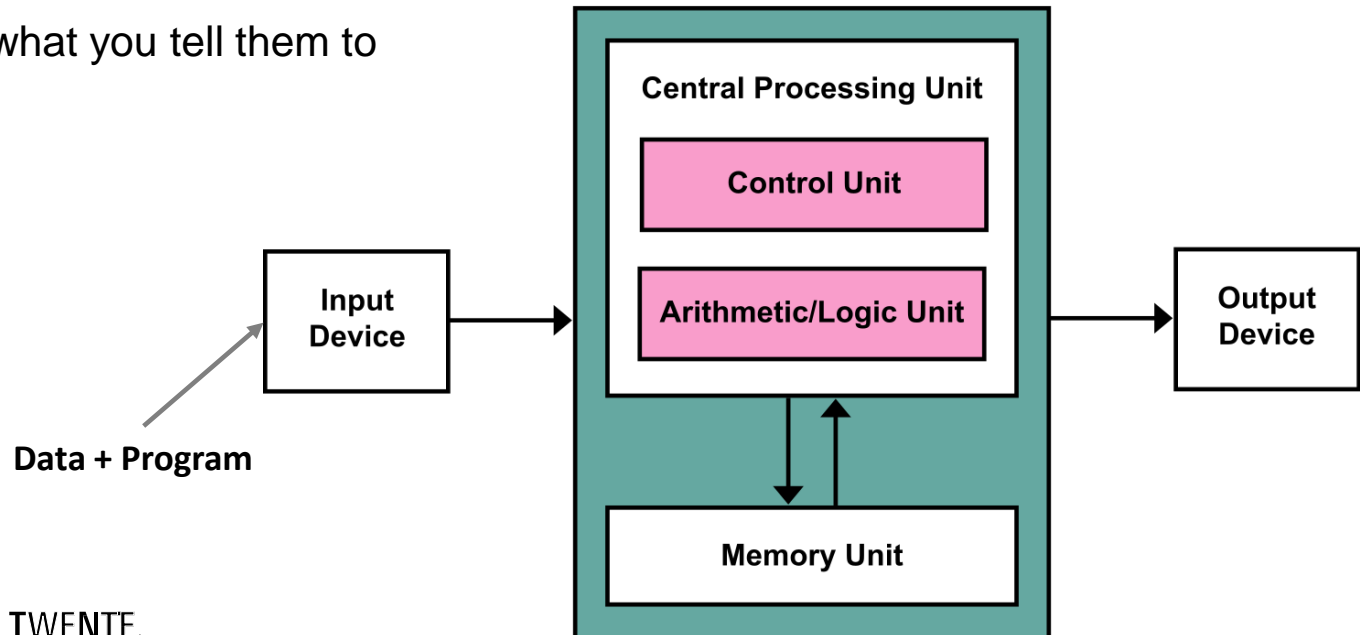 what you tell them to
Central Processing Unit
Control Unit
Arithmetic/Logic Unit
Input
Device
Output
Device
Data + Program
Memory Unit
TWENTE.